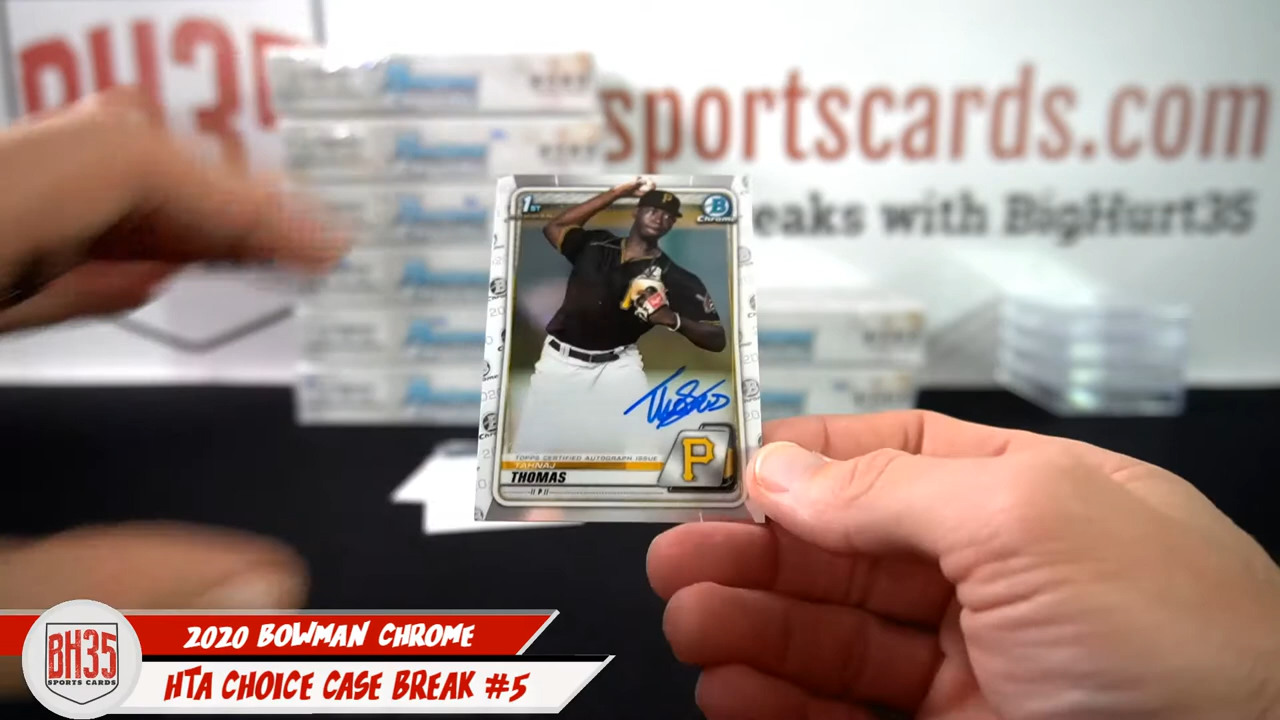 BH35
sportscards.com
eaks with BigHurt35
1ST
B
Chrome
P
TOPPS CERTIFIED AUTOGRAPH ISSUE
TAHNAJ
THOMAS
// P //
P
BH35
SPORTS CARDS
2020 BOWMAN CHROME
HTA CHOICE CASE BREAK #5